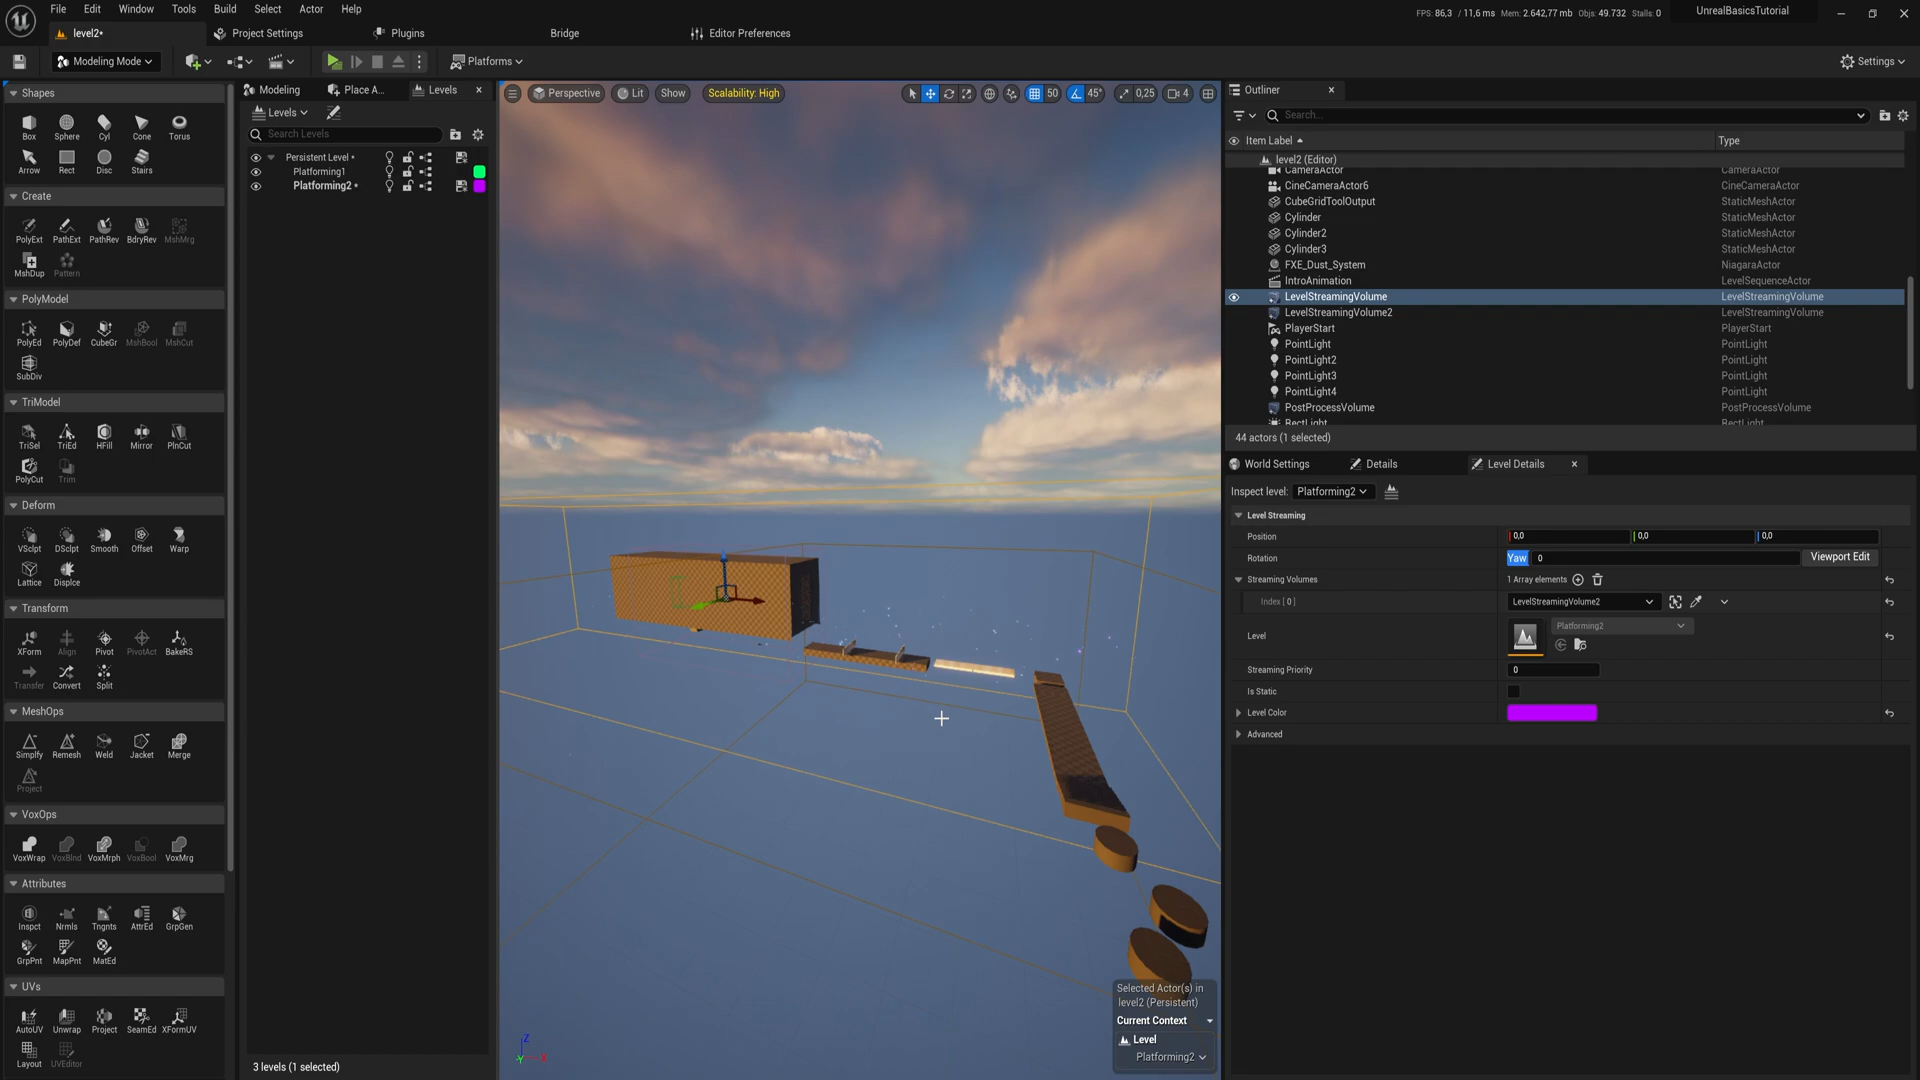 File Edit Window Tools Build Select Actor Help
FPS: 86,3 / 11,6 ms Mem: 2.642,77 mb Objs: 49.732 Stalls: 0
UnrealBasicsTutorial
level2*
Project Settings
Plugins
Bridge
Editor Preferences
Modeling Mode
Platforms
Settings
Shapes
Box Sphere Cyl Cone Torus
Arrow Rect Disc Stairs
Create
PolyExt PathExt PathRev BdryRev MshMrg
MshDup Pattern
PolyModel
PolyEd PolyDef CubeGr MshBool MshCut
SubDiv
TriModel
TriSel TriEd HFill Mirror PlnCut
PolyCut Trim
Deform
VSclpt DSclpt Smooth Offset Warp
Lattice Displce
Transform
XForm Align Pivot PivotAct BakeRS
Transfer Convert Split
MeshOps
Simplfy Remesh Weld Jacket Merge
Project
VoxOps
VoxWrap VoxBlnd VoxMrph VoxBool VoxMrg
Attributes
Inspct Nrmls Tngnts AttrEd GrpGen
GrpPnt MapPnt MatEd
UVs
AutoUV Unwrap Project SeamEd XFormUV
Layout UVEditor
Modeling
Place A...
Levels
Levels
Search Levels
Persistent Level *
Platforming1
Platforming2 *
3 levels (1 selected)
Perspective Lit Show Scalability: High
50 45° 0,25 4
Z
Y X
Selected Actor(s) in
level2 (Persistent)
Current Context
Level
Platforming2
Outliner
Search...
Item Label Type
level2 (Editor)
CameraActor CameraActor
CineCameraActor6 CineCameraActor
CubeGridToolOutput StaticMeshActor
Cylinder StaticMeshActor
Cylinder2 StaticMeshActor
Cylinder3 StaticMeshActor
FXE_Dust_System NiagaraActor
IntroAnimation LevelSequenceActor
LevelStreamingVolume LevelStreamingVolume
LevelStreamingVolume2 LevelStreamingVolume
PlayerStart PlayerStart
PointLight PointLight
PointLight2 PointLight
PointLight3 PointLight
PointLight4 PointLight
PostProcessVolume PostProcessVolume
RectLight RectLight
44 actors (1 selected)
World Settings
Details
Level Details
Inspect level: Platforming2
Level Streaming
Position 0,0 0,0 0,0
Rotation Yaw 0 Viewport Edit
Streaming Volumes 1 Array elements
Index [ 0 ] LevelStreamingVolume2
Level Platforming2
Streaming Priority 0
Is Static
Level Color
Advanced